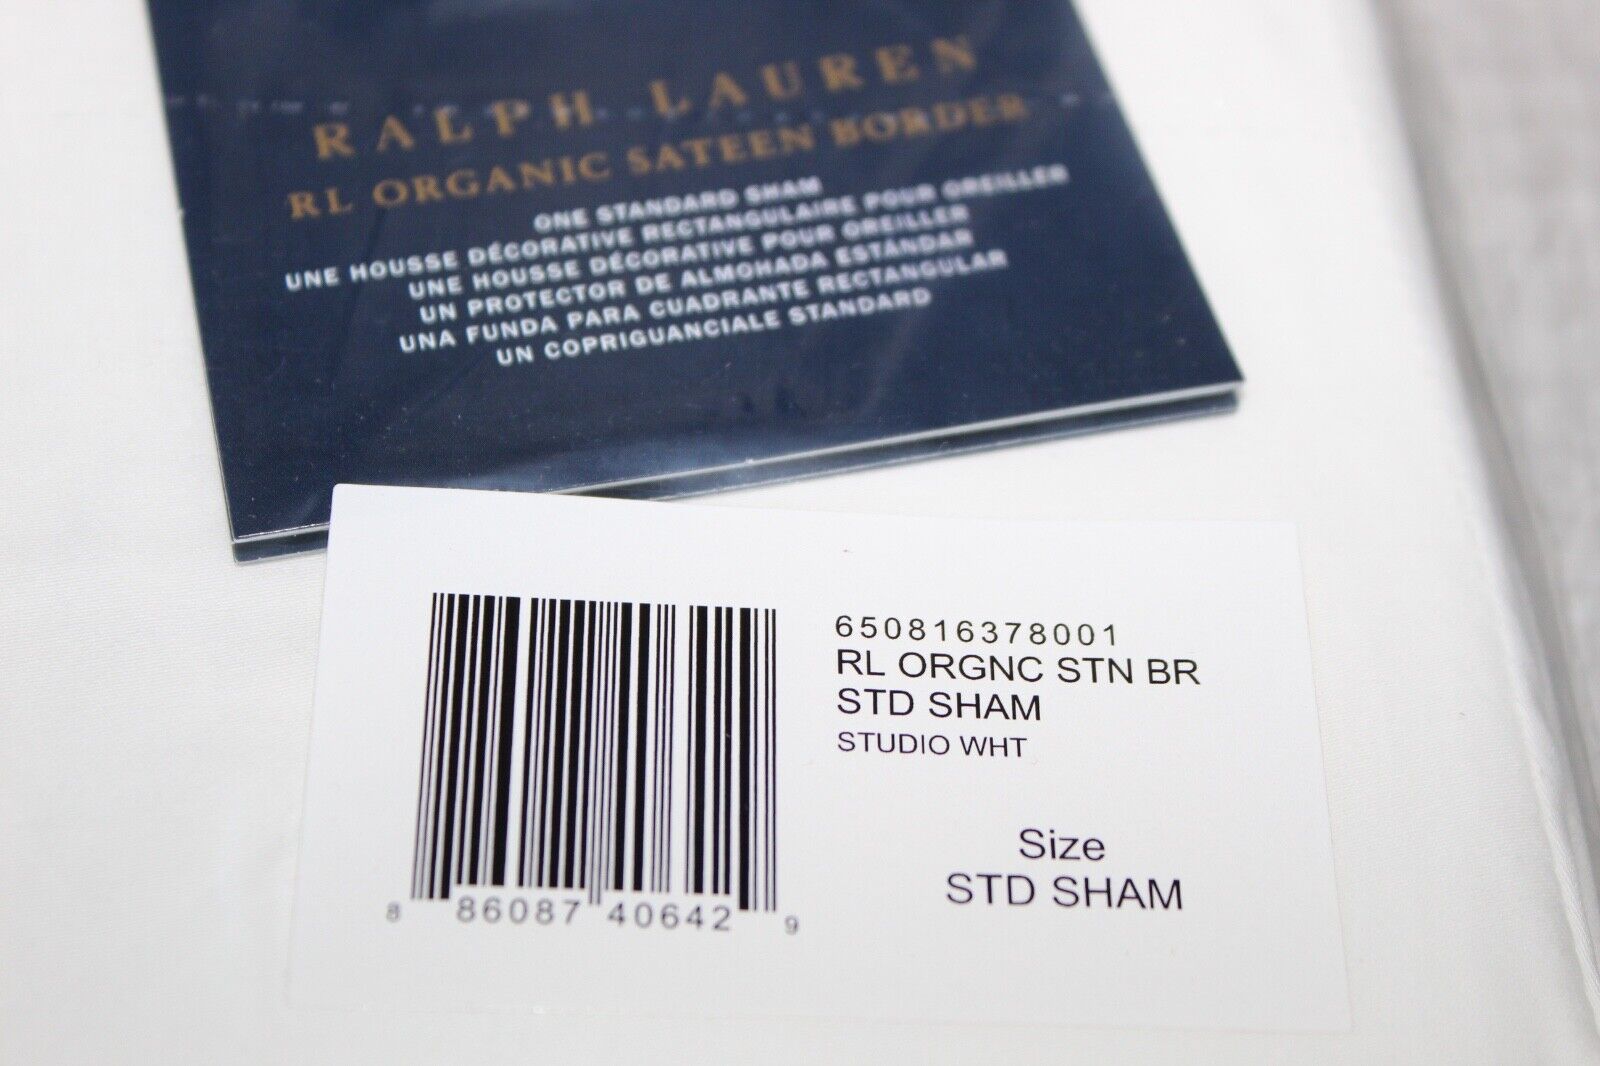 RALPH LAUREN
RL ORGANIC SATEEN BORDER
ONE STANDARD SHAM
UNE HOUSSE DÉCORATIVE RECTANGULAIRE POUR OREILLER
UNE HOUSSE DÉCORATIVE POUR OREILLER
UN PROTECTOR DE ALMOHADA ESTÁNDAR
UNA FUNDA PARA CUADRANTE RECTANGULAR
UN COPRIGUANCIALE STANDARD
650816378001
RL ORGNC STN BR
STD SHAM
STUDIO WHT
Size
STD SHAM
8 86087 40642 9